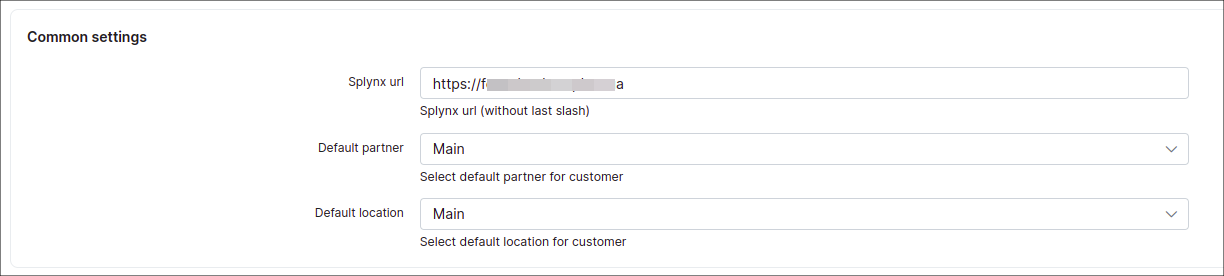 Common settings
Splynx url
https://f
a
Splynx url (without last slash)
Default partner
Main
Select default partner for customer
Default location
Main
Select default location for customer